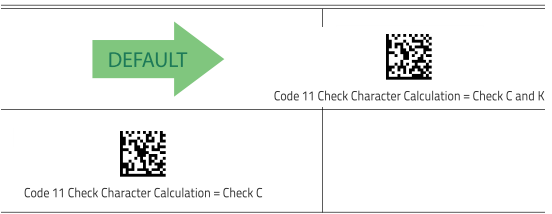 DEFAULT
Code 11 Check Character Calculation = Check C and K
Code 11 Check Character Calculation = Check C